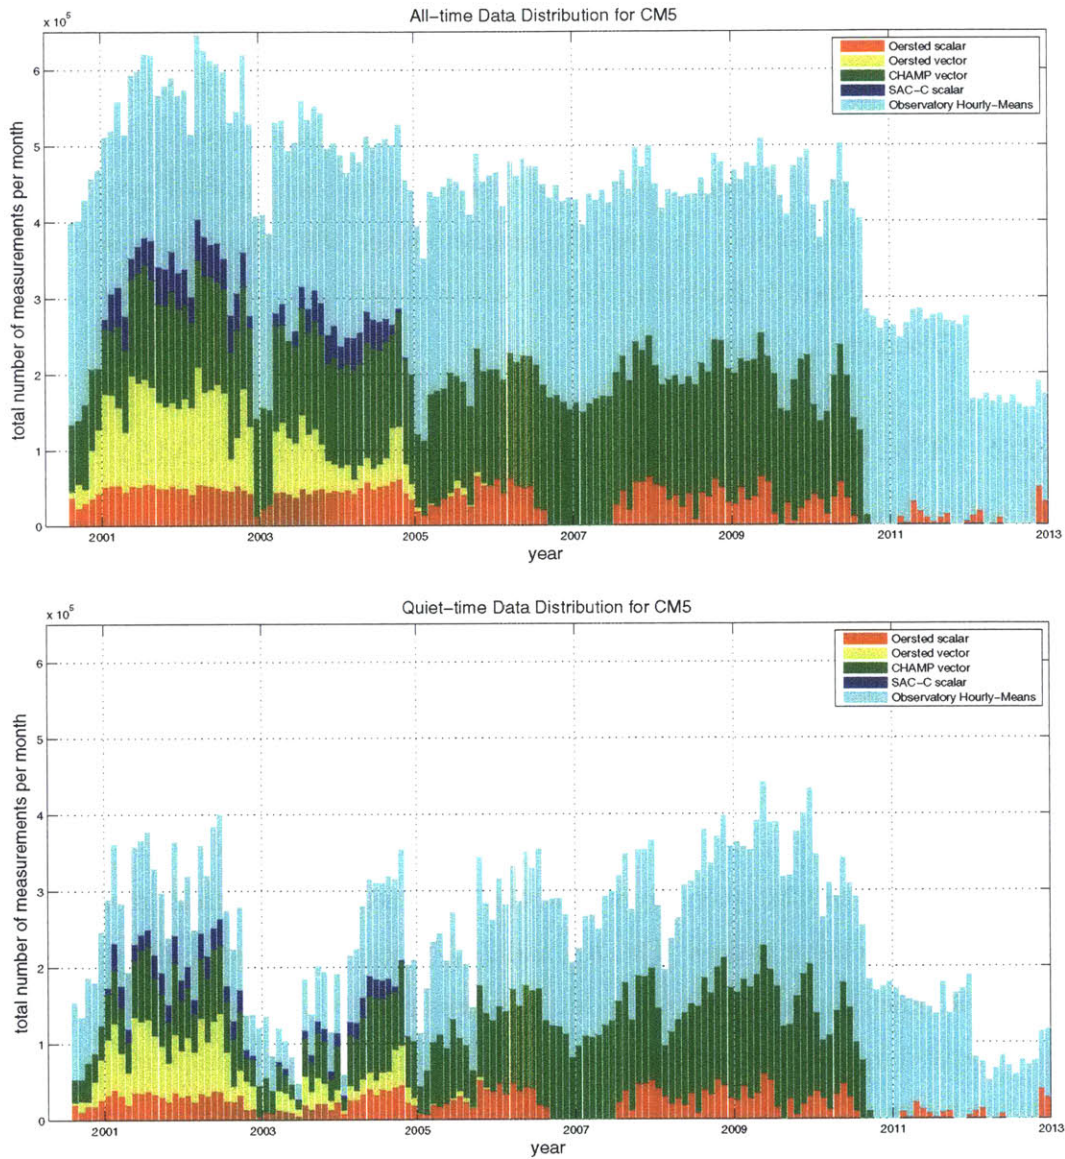 All-time Data Distribution for CM5
x 10^5
Oersted scalar
Oersted vector
CHAMP vector
SAC-C scalar
Observatory Hourly-Means
total number of measurements per month
6
5
4
3
2
1
0
2001 2003 2005 2007 2009 2011 2013
year
Quiet-time Data Distribution for CM5
x 10^5
Oersted scalar
Oersted vector
CHAMP vector
SAC-C scalar
Observatory Hourly-Means
total number of measurements per month
6
5
4
3
2
1
0
2001 2003 2005 2007 2009 2011 2013
year